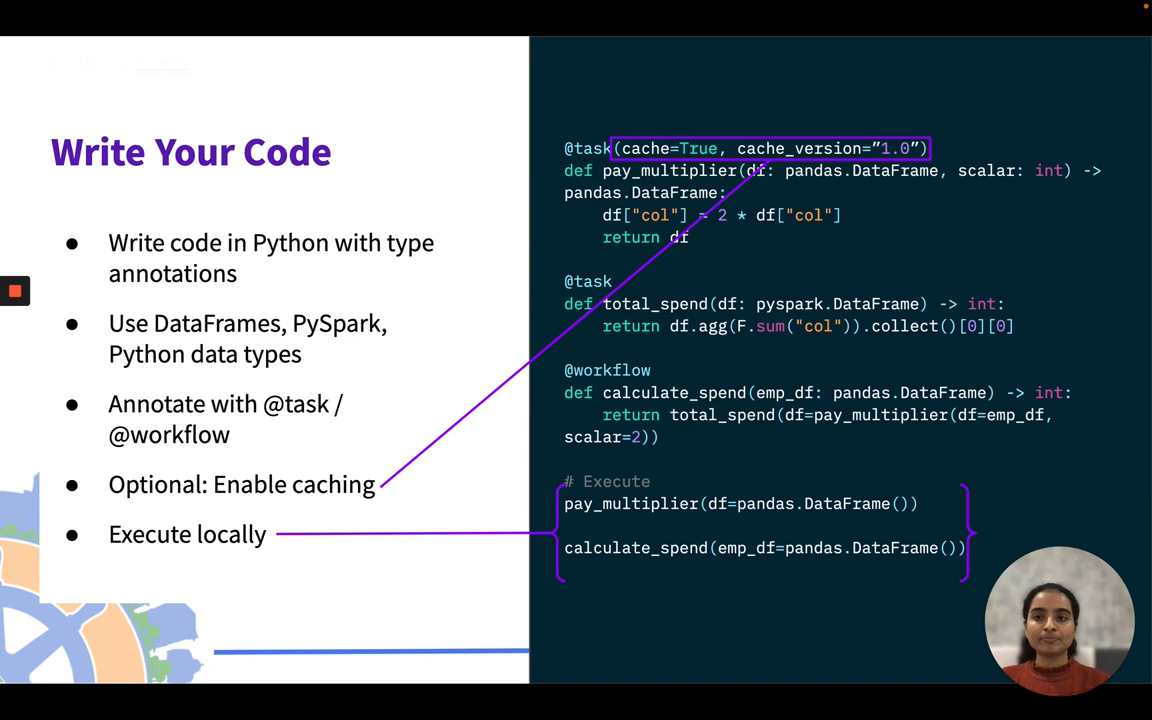 Write Your Code
● Write code in Python with type
annotations
● Use DataFrames, PySpark,
Python data types
● Annotate with @task /
@workflow
● Optional: Enable caching
● Execute locally
@task(cache=True, cache_version=”1.0”)
def pay_multiplier(df: pandas.DataFrame, scalar: int) ->
pandas.DataFrame:
    df["col"] = 2 * df["col"]
    return df
@task
def total_spend(df: pyspark.DataFrame) -> int:
    return df.agg(F.sum("col")).collect()[0][0]
@workflow
def calculate_spend(emp_df: pandas.DataFrame) -> int:
    return total_spend(df=pay_multiplier(df=emp_df,
scalar=2))
# Execute
pay_multiplier(df=pandas.DataFrame())
calculate_spend(emp_df=pandas.DataFrame())